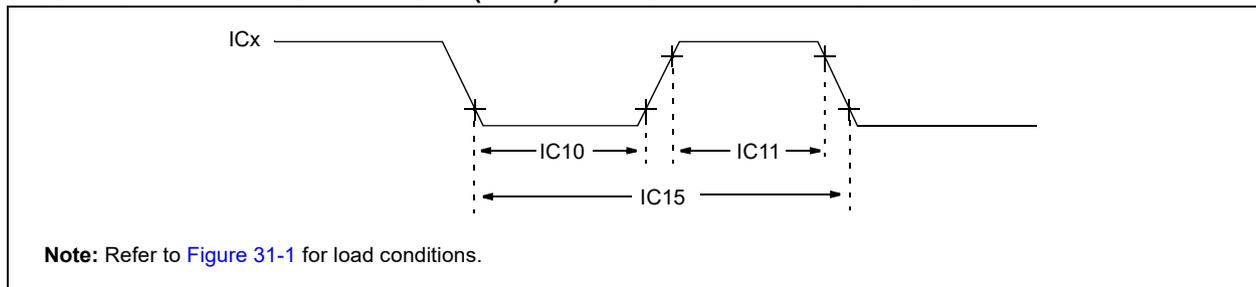 ICx
IC10
IC11
IC15
Note: Refer to Figure 31-1 for load conditions.